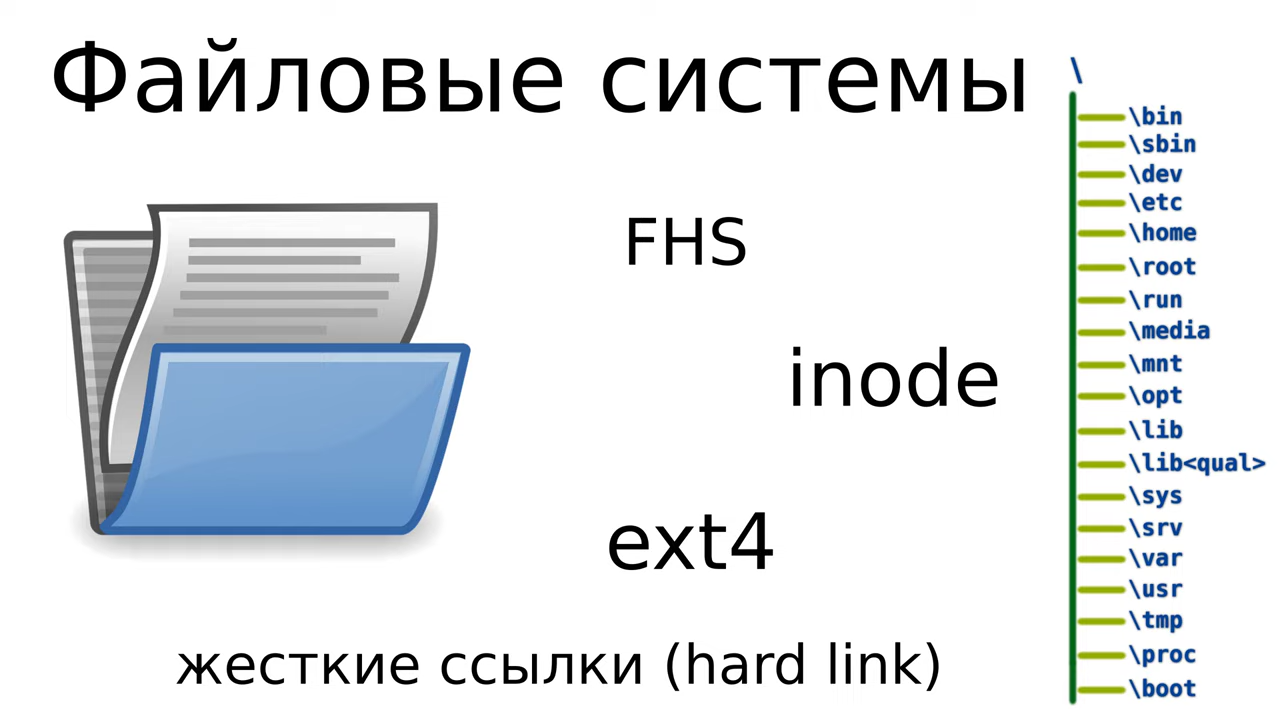 Файловые системы
FHS
inode
ext4
жесткие ссылки (hard link)
\
\bin
\sbin
\dev
\etc
\home
\root
\run
\media
\mnt
\opt
\lib
\lib<qual>
\sys
\srv
\var
\usr
\tmp
\proc
\boot